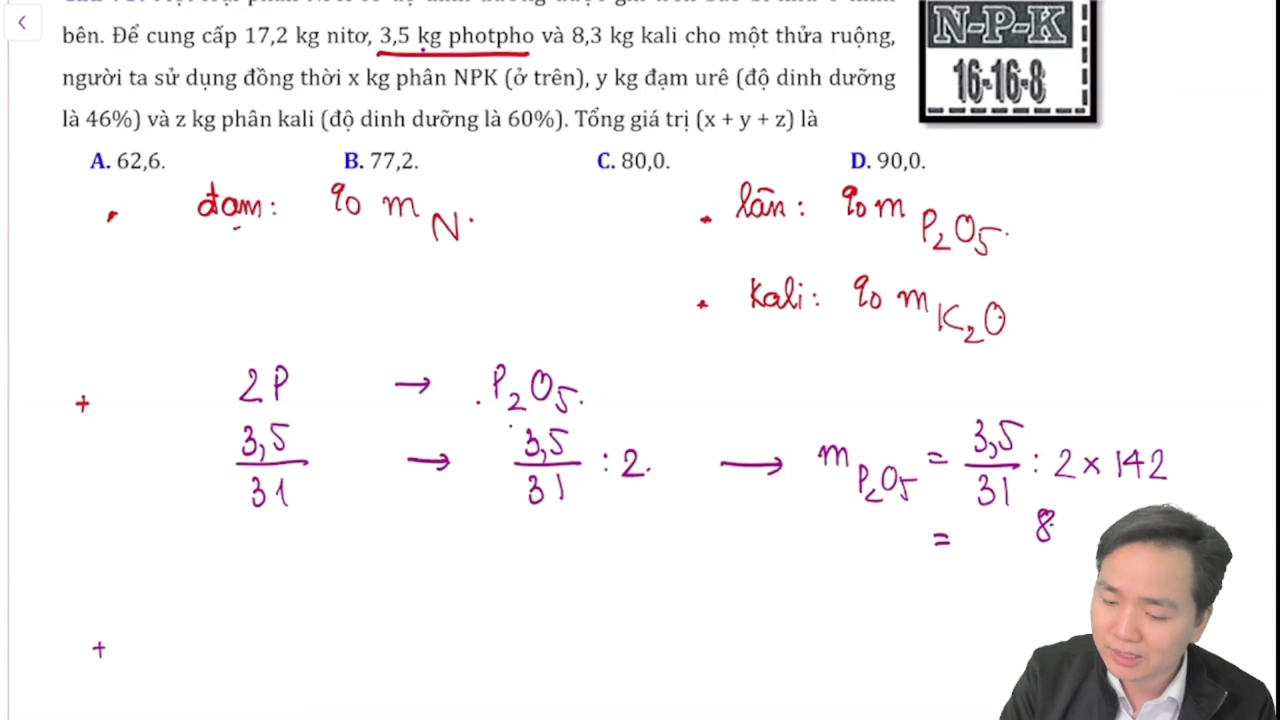 bên. Để cung cấp 17,2 kg nitơ, 3,5 kg photpho và 8,3 kg kali cho một thửa ruộng,
người ta sử dụng đồng thời x kg phân NPK (ở trên), y kg đạm urê (độ dinh dưỡng
là 46%) và z kg phân kali (độ dinh dưỡng là 60%). Tổng giá trị (x + y + z) là
N-P-K
16-16-8
A. 62,6. B. 77,2. C. 80,0. D. 90,0.
đạm: % m N.
lân: % m P2O5.
Kali: % m K2O
+ 2P → P2O5.
3,5/31 → 3,5/31 : 2. → m P2O5 = 3,5/31 : 2 × 142
= 8
+